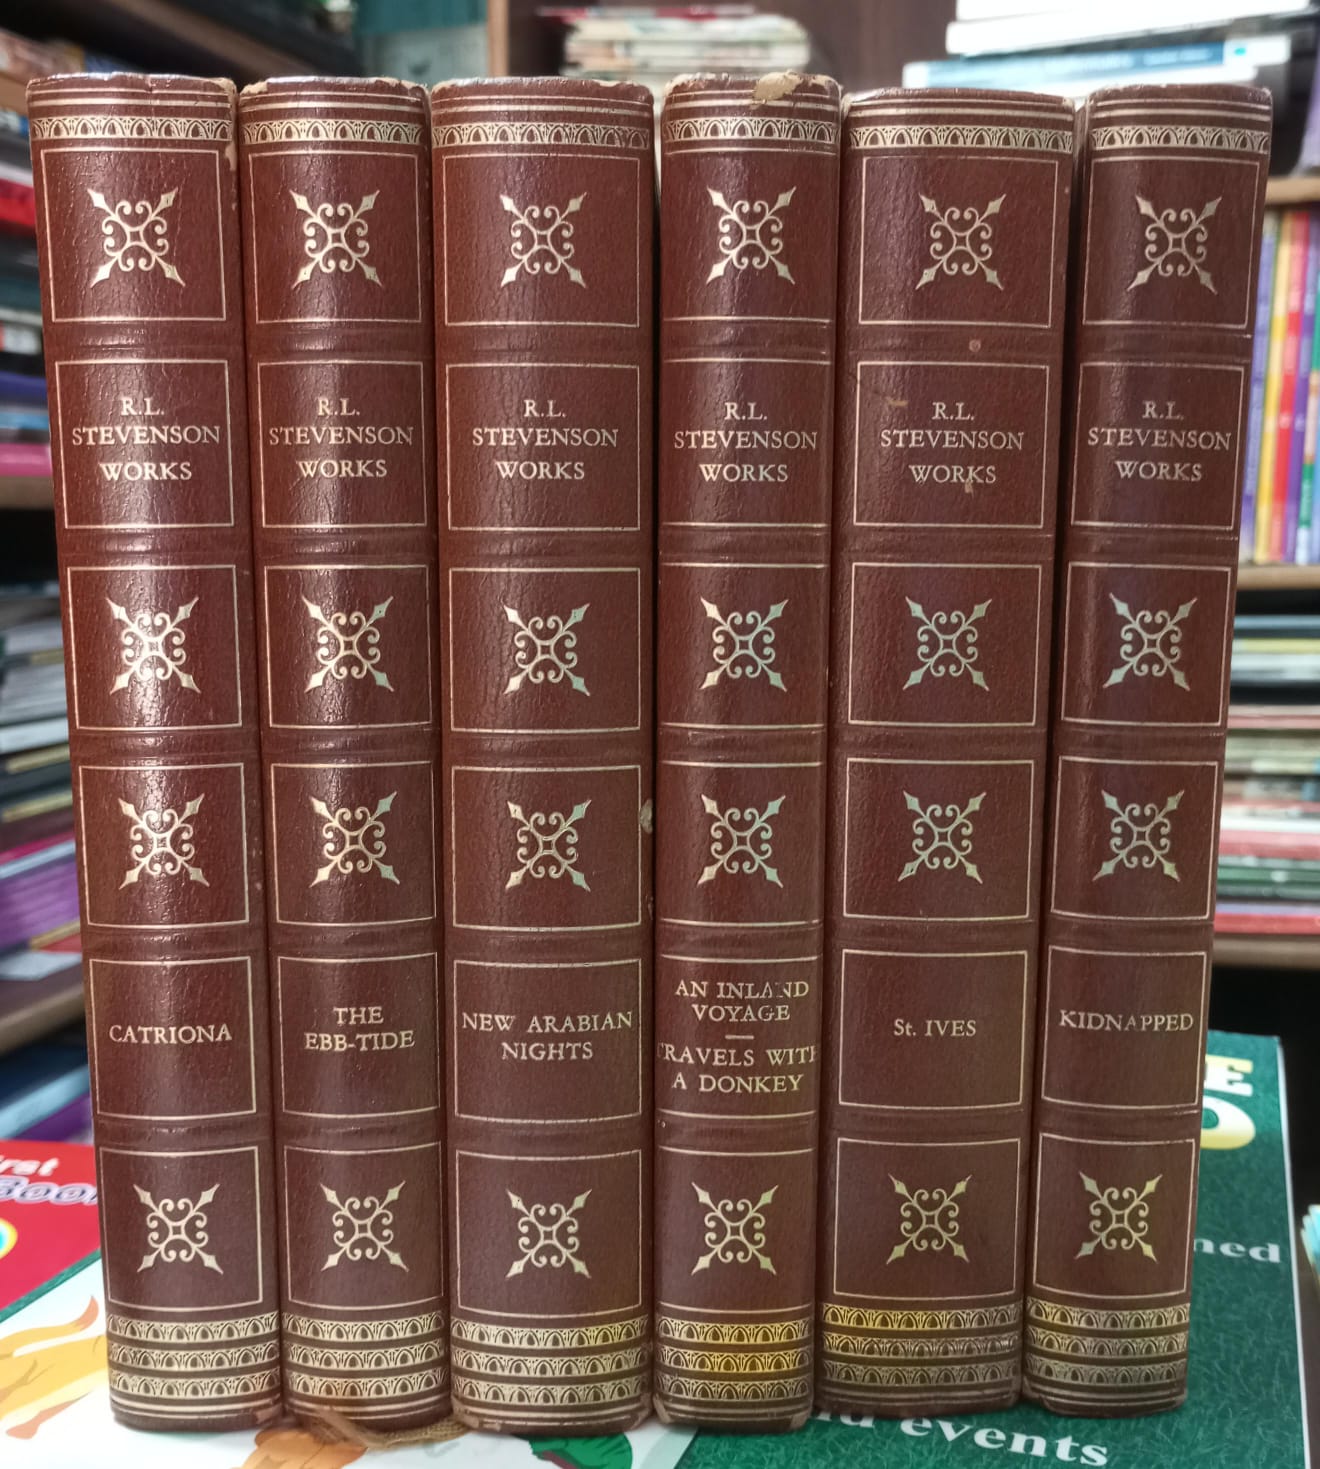 R.L.
STEVENSON
WORKS
CATRIONA
R.L.
STEVENSON
WORKS
THE
EBB-TIDE
R.L.
STEVENSON
WORKS
NEW ARABIAN
NIGHTS
R.L.
STEVENSON
WORKS
AN INLAND
VOYAGE
TRAVELS WITH
A DONKEY
R.L.
STEVENSON
WORKS
St. IVES
R.L.
STEVENSON
WORKS
KIDNAPPED
events